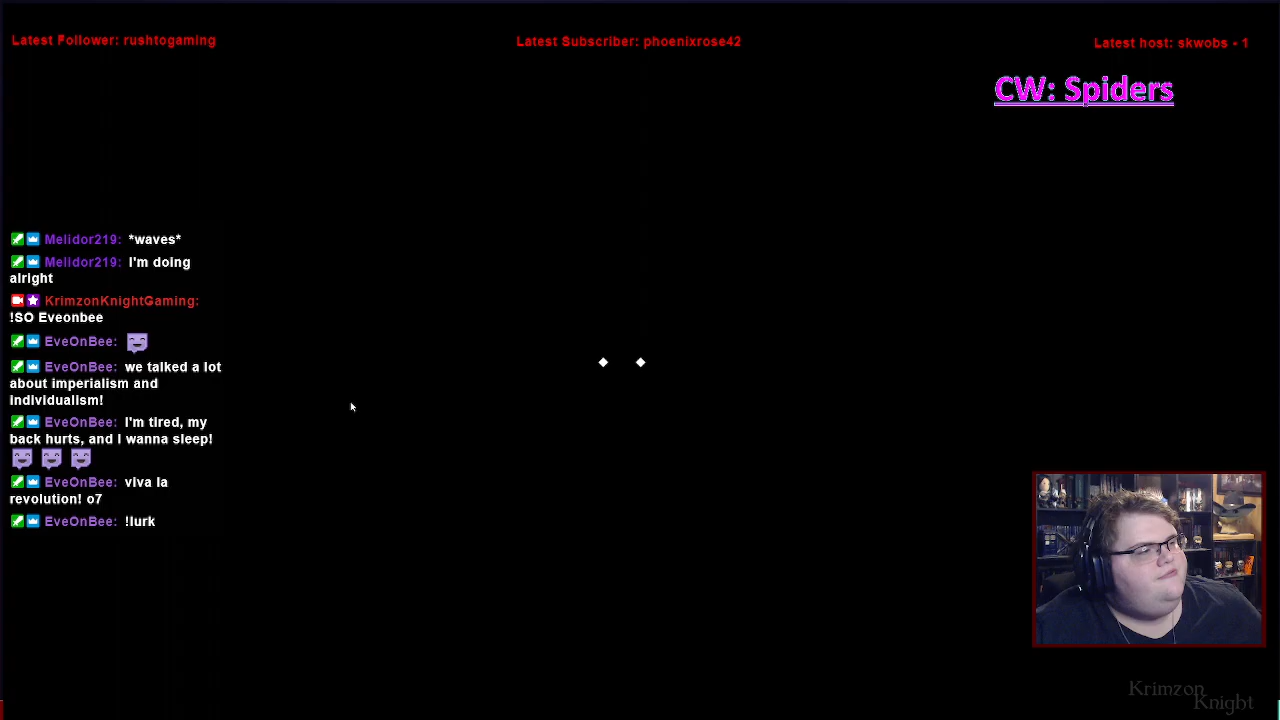 Latest Follower: rushtogaming
Latest Subscriber: phoenixrose42
Latest host: skwobs - 1
CW: Spiders
Melidor219: *waves*
Melidor219: I'm doing
alright
KrimzonKnightGaming:
!SO Eveonbee
EveOnBee:
EveOnBee: we talked a lot
about imperialism and
individualism!
EveOnBee: I'm tired, my
back hurts, and I wanna sleep!
EveOnBee: viva la
revolution! o7
EveOnBee: !lurk
Krimzon
Knight